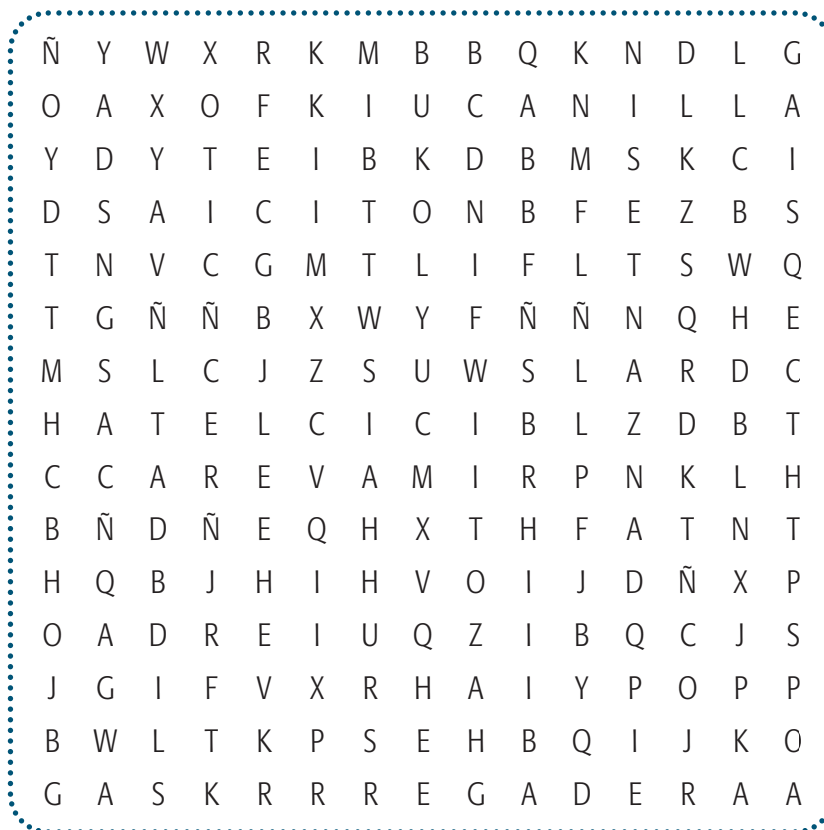 Ñ Y W X R K M B B Q K N D L G
O A X O F K I U C A N I L L A
Y D Y T E I B K D B M S K C I
D S A I C I T O N B F E Z B S
T N V C G M T L I F L T S W Q
T G Ñ Ñ B X W Y F Ñ Ñ N Q H E
M S L C J Z S U W S L A R D C
H A T E L C I C I B L Z D B T
C C A R E V A M I R P N K L H
B Ñ D Ñ E Q H X T H F A T N T
H Q B J H I H V O I J D Ñ X P
O A D R E I U Q Z I B Q C J S
J G I F V X R H A I Y P O P P
B W L T K P S E H B Q I J K O
G A S K R R R E G A D E R A A